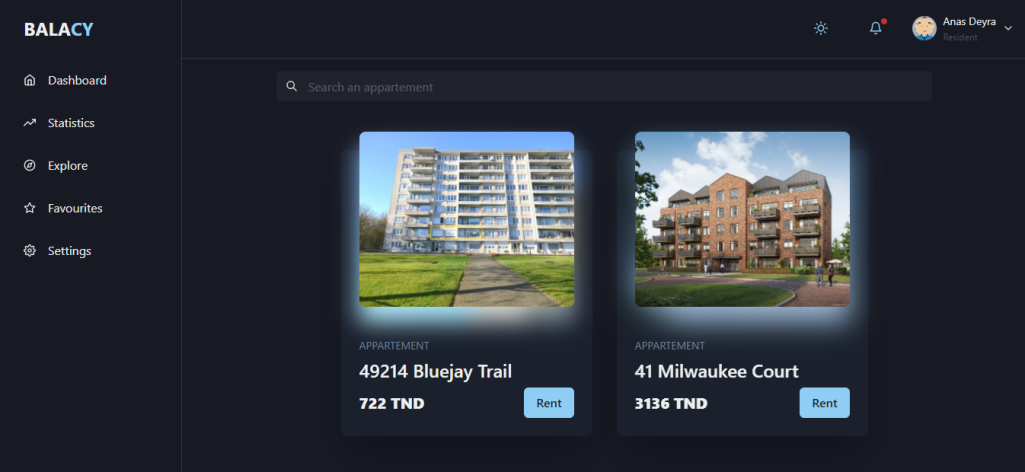 BALACY
Anas Deyra
Resident
Dashboard
Statistics
Explore
Favourites
Settings
Search an appartement
APPARTEMENT
49214 Bluejay Trail
722 TND
Rent
APPARTEMENT
41 Milwaukee Court
3136 TND
Rent